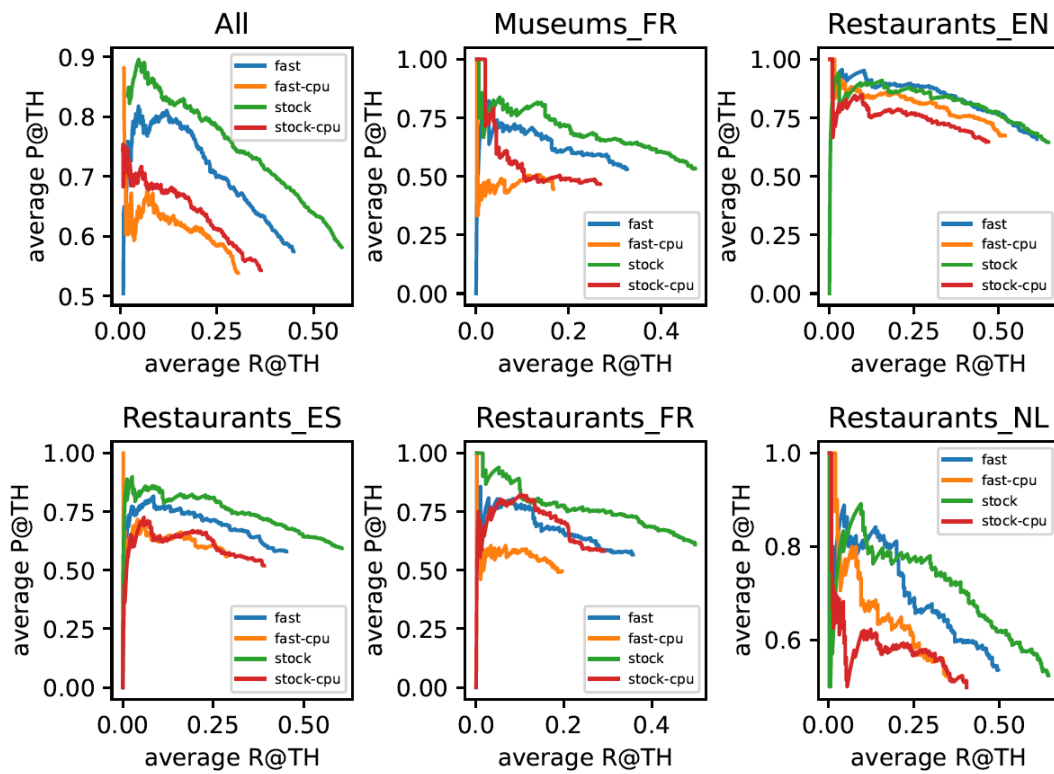 All
0.9
0.8
0.7
0.6
0.5
0.00
0.25
0.50
average P@TH
average R@TH
fast
fast-cpu
stock
stock-cpu
Museums_FR
1.00
0.75
0.50
0.25
0.00
0.0
0.2
0.4
average P@TH
average R@TH
fast
fast-cpu
stock
stock-cpu
Restaurants_EN
1.00
0.75
0.50
0.25
0.00
0.00
0.25
0.50
average P@TH
average R@TH
fast
fast-cpu
stock
stock-cpu
Restaurants_ES
1.00
0.75
0.50
0.25
0.00
0.00
0.25
0.50
average P@TH
average R@TH
fast
fast-cpu
stock
stock-cpu
Restaurants_FR
1.00
0.75
0.50
0.25
0.00
0.0
0.2
0.4
average P@TH
average R@TH
fast
fast-cpu
stock
stock-cpu
Restaurants_NL
1.0
0.8
0.6
0.00
0.25
0.50
average P@TH
average R@TH
fast
fast-cpu
stock
stock-cpu